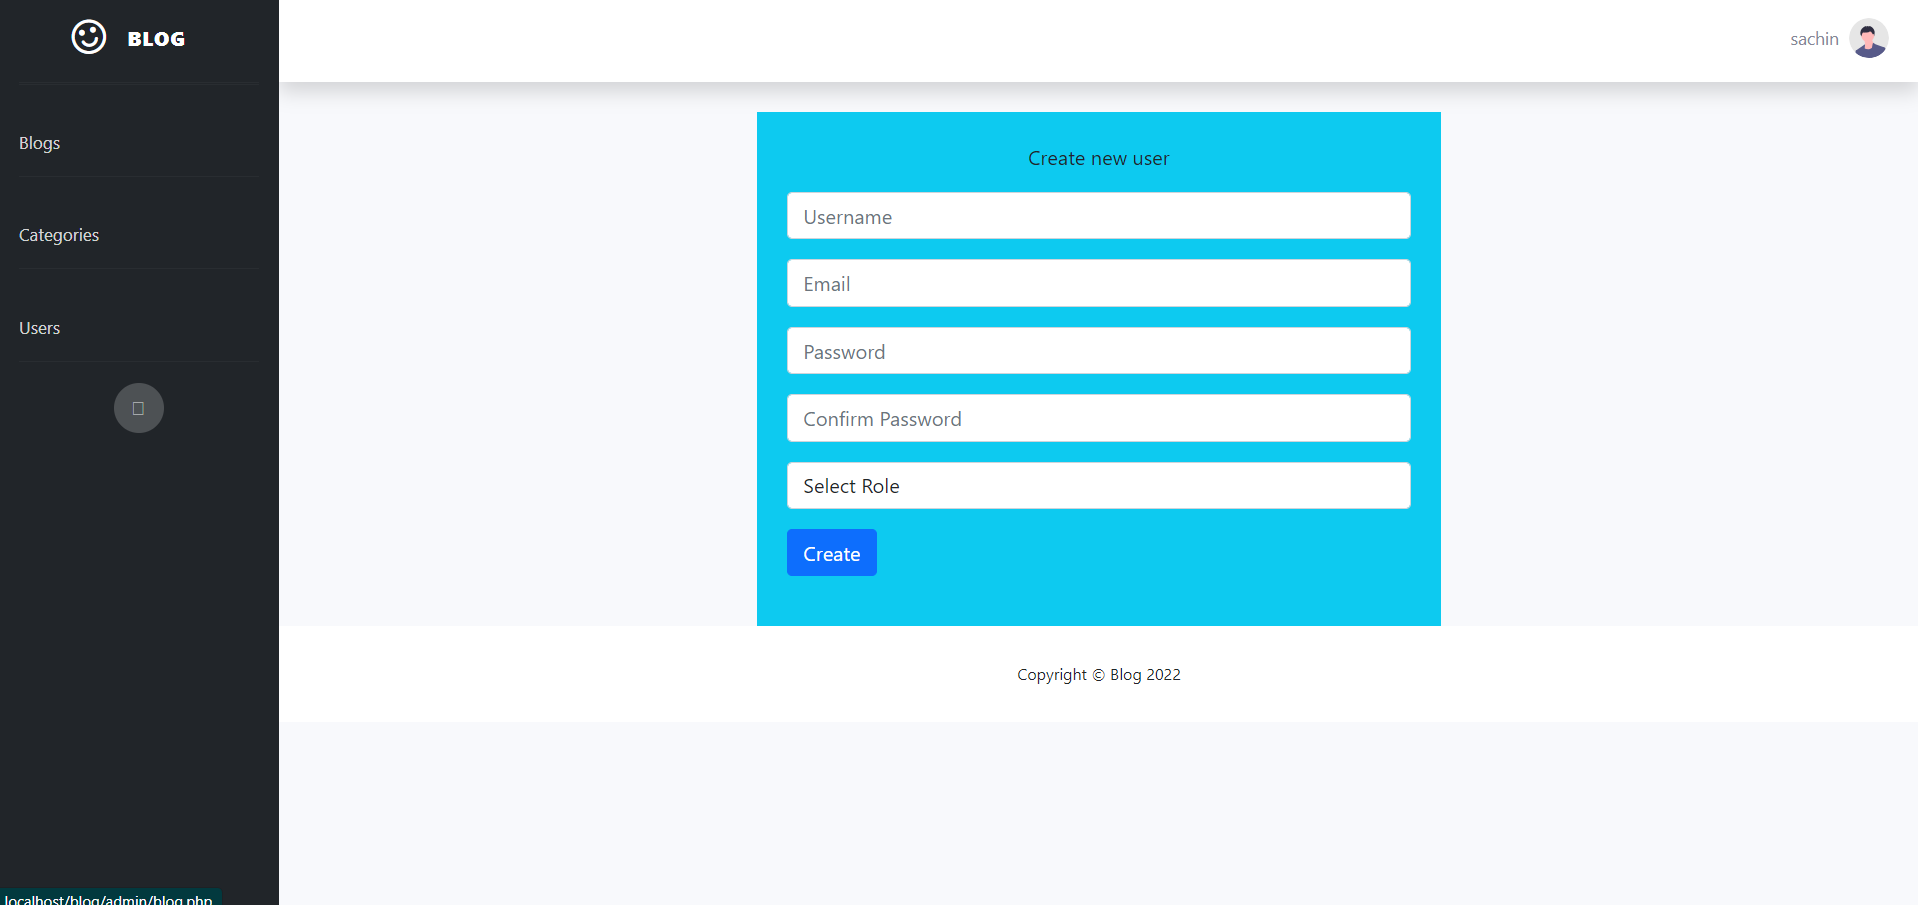 BLOG
sachin
Blogs
Categories
Users
Create new user
Username
Email
Password
Confirm Password
Select Role
Create
Copyright © Blog 2022
localhost/blog/admin/blog.php